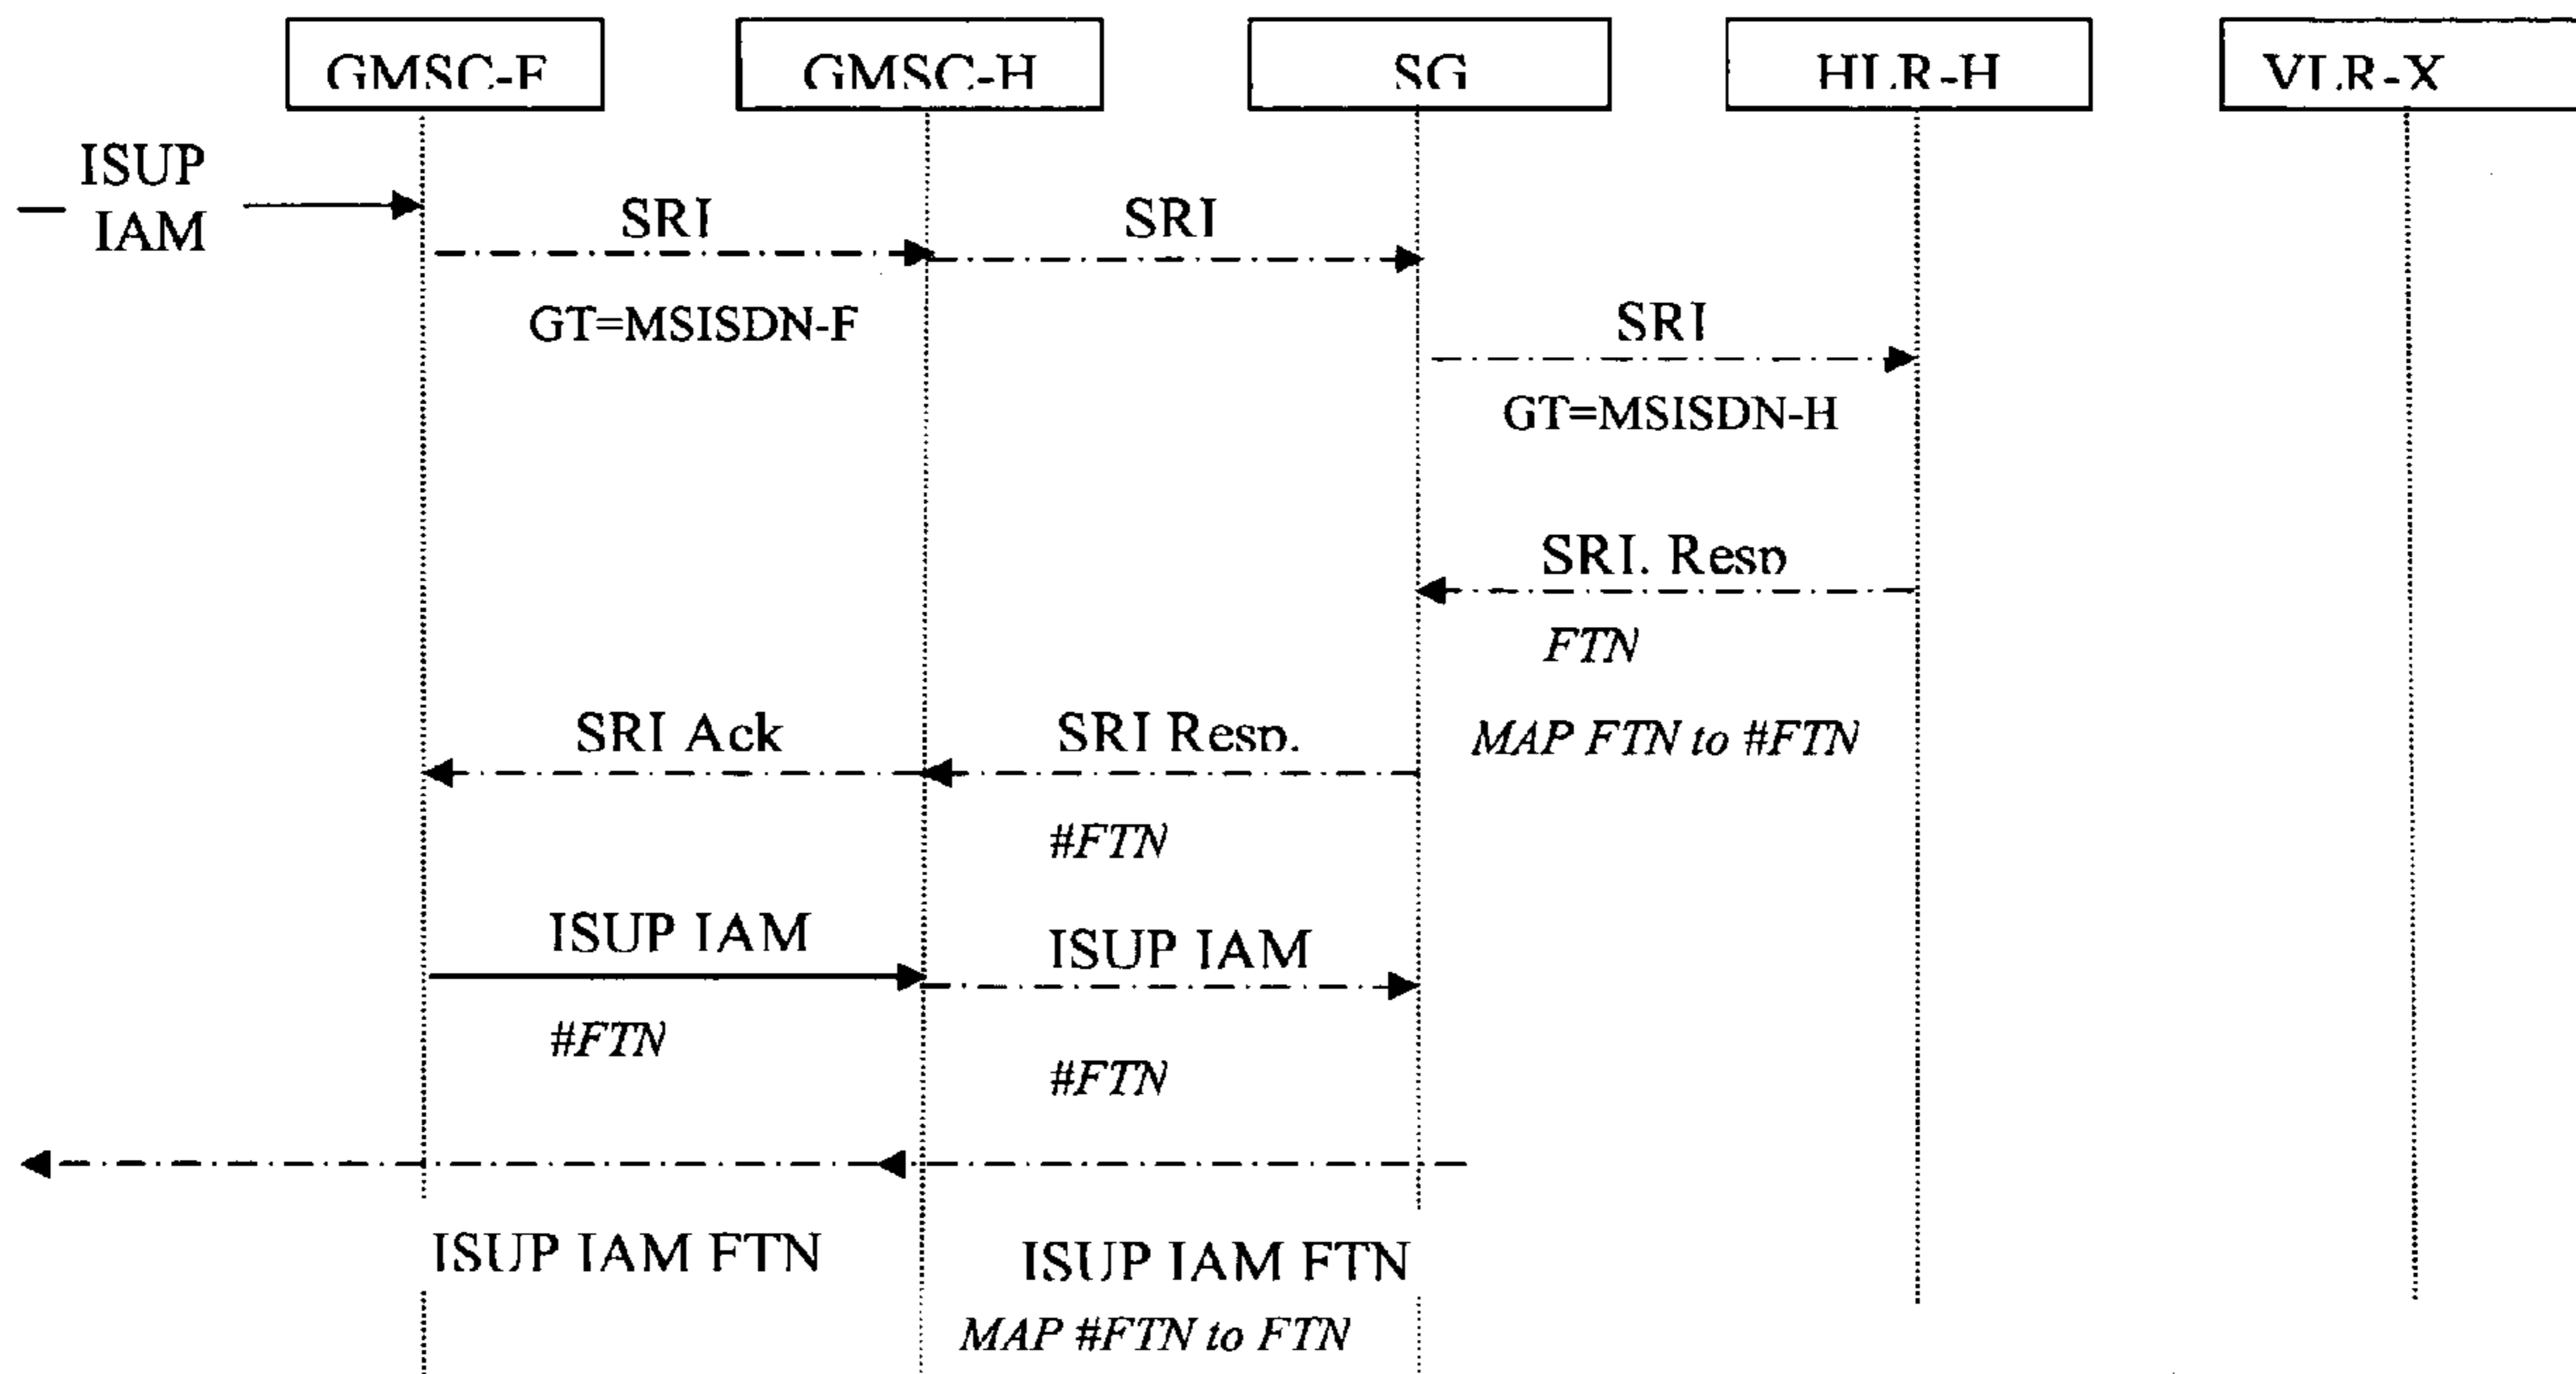 GMSC-F
GMSC-H
SG
HLR-H
VLR-X
ISUP
IAM
SRI
SRI
GT=MSISDN-F
SRI
GT=MSISDN-H
SRI. Resp
FTN
SRI Ack
SRI Resp.
MAP FTN to #FTN
#FTN
ISUP IAM
ISUP IAM
#FTN
#FTN
ISUP IAM FTN
ISUP IAM FTN
MAP #FTN to FTN